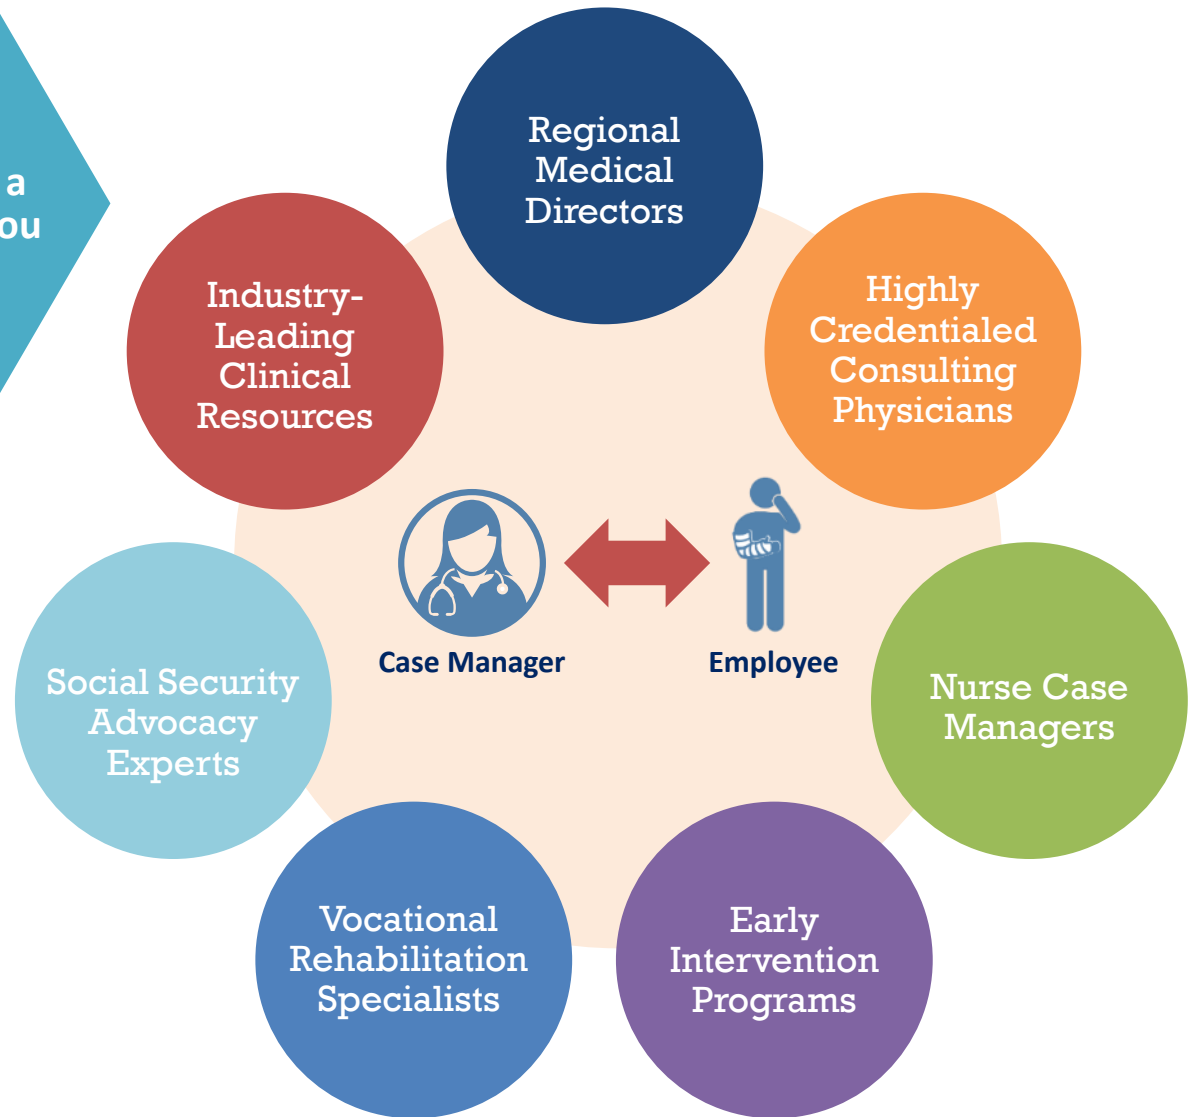 a
ou
Regional
Medical
Directors
Industry-
Leading
Clinical
Resources
Highly
Credentialed
Consulting
Physicians
Case Manager
Employee
Social Security
Advocacy
Experts
Nurse Case
Managers
Vocational
Rehabilitation
Specialists
Early
Intervention
Programs